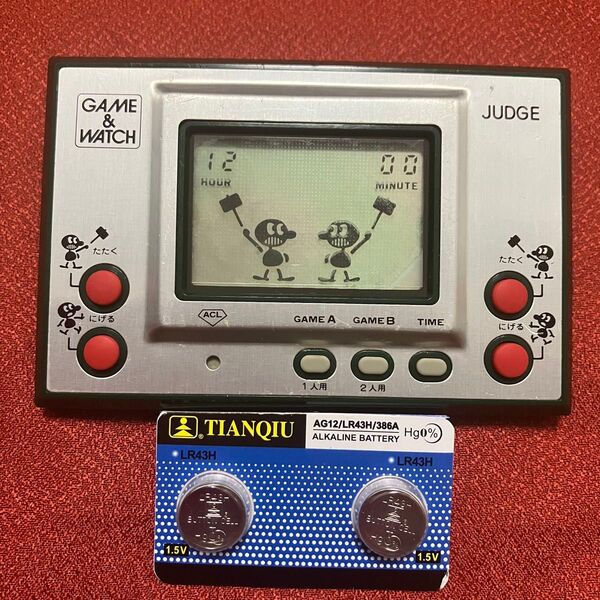 GAME
&
WATCH
JUDGE
12 00
HOUR MINUTE
たたく たたく
にげる にげる
ACL GAME A GAME B TIME
1人用 2人用
TIANQIU
AG12/LR43H/386A
ALKALINE BATTERY Hg0%
LR43H LR43H
1.5V 1.5V